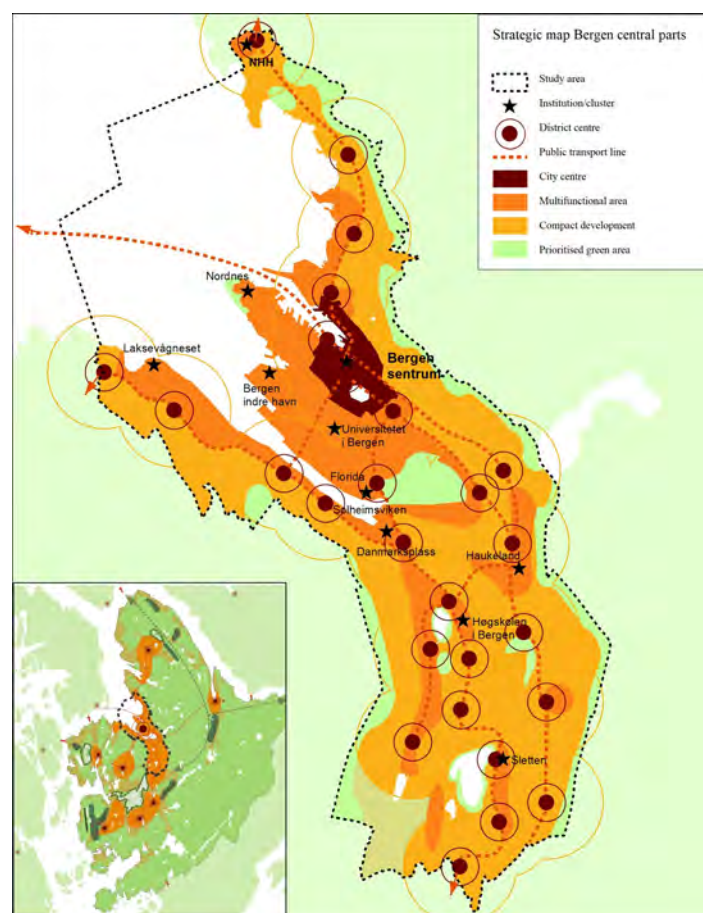 Strategic map Bergen central parts
Study area
Institution/cluster
District centre
Public transport line
City centre
Multifunctional area
Compact development
Prioritised green area
NHH
Nordnes
Laksevågneset
Bergen
sentrum
Bergen
indre havn
Universitetet
i Bergen
Florida
Solheimsviken
Danmarksplass
Haukeland
Høgskolen
i Bergen
Sletten